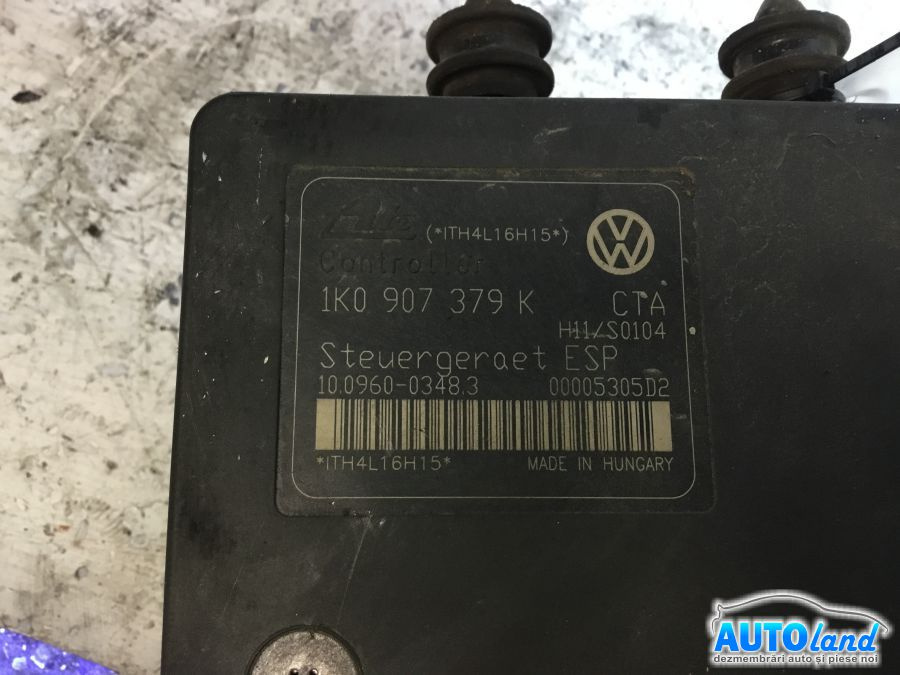 (*ITH4L16H15*)
Controller
1K0 907 379 K CTA
H11/S0104
Steuergeraet ESP
10.0960-0348.3 00005305D2
*ITH4L16H15* MADE IN HUNGARY
AUTOland
dezmembrări auto și piese noi